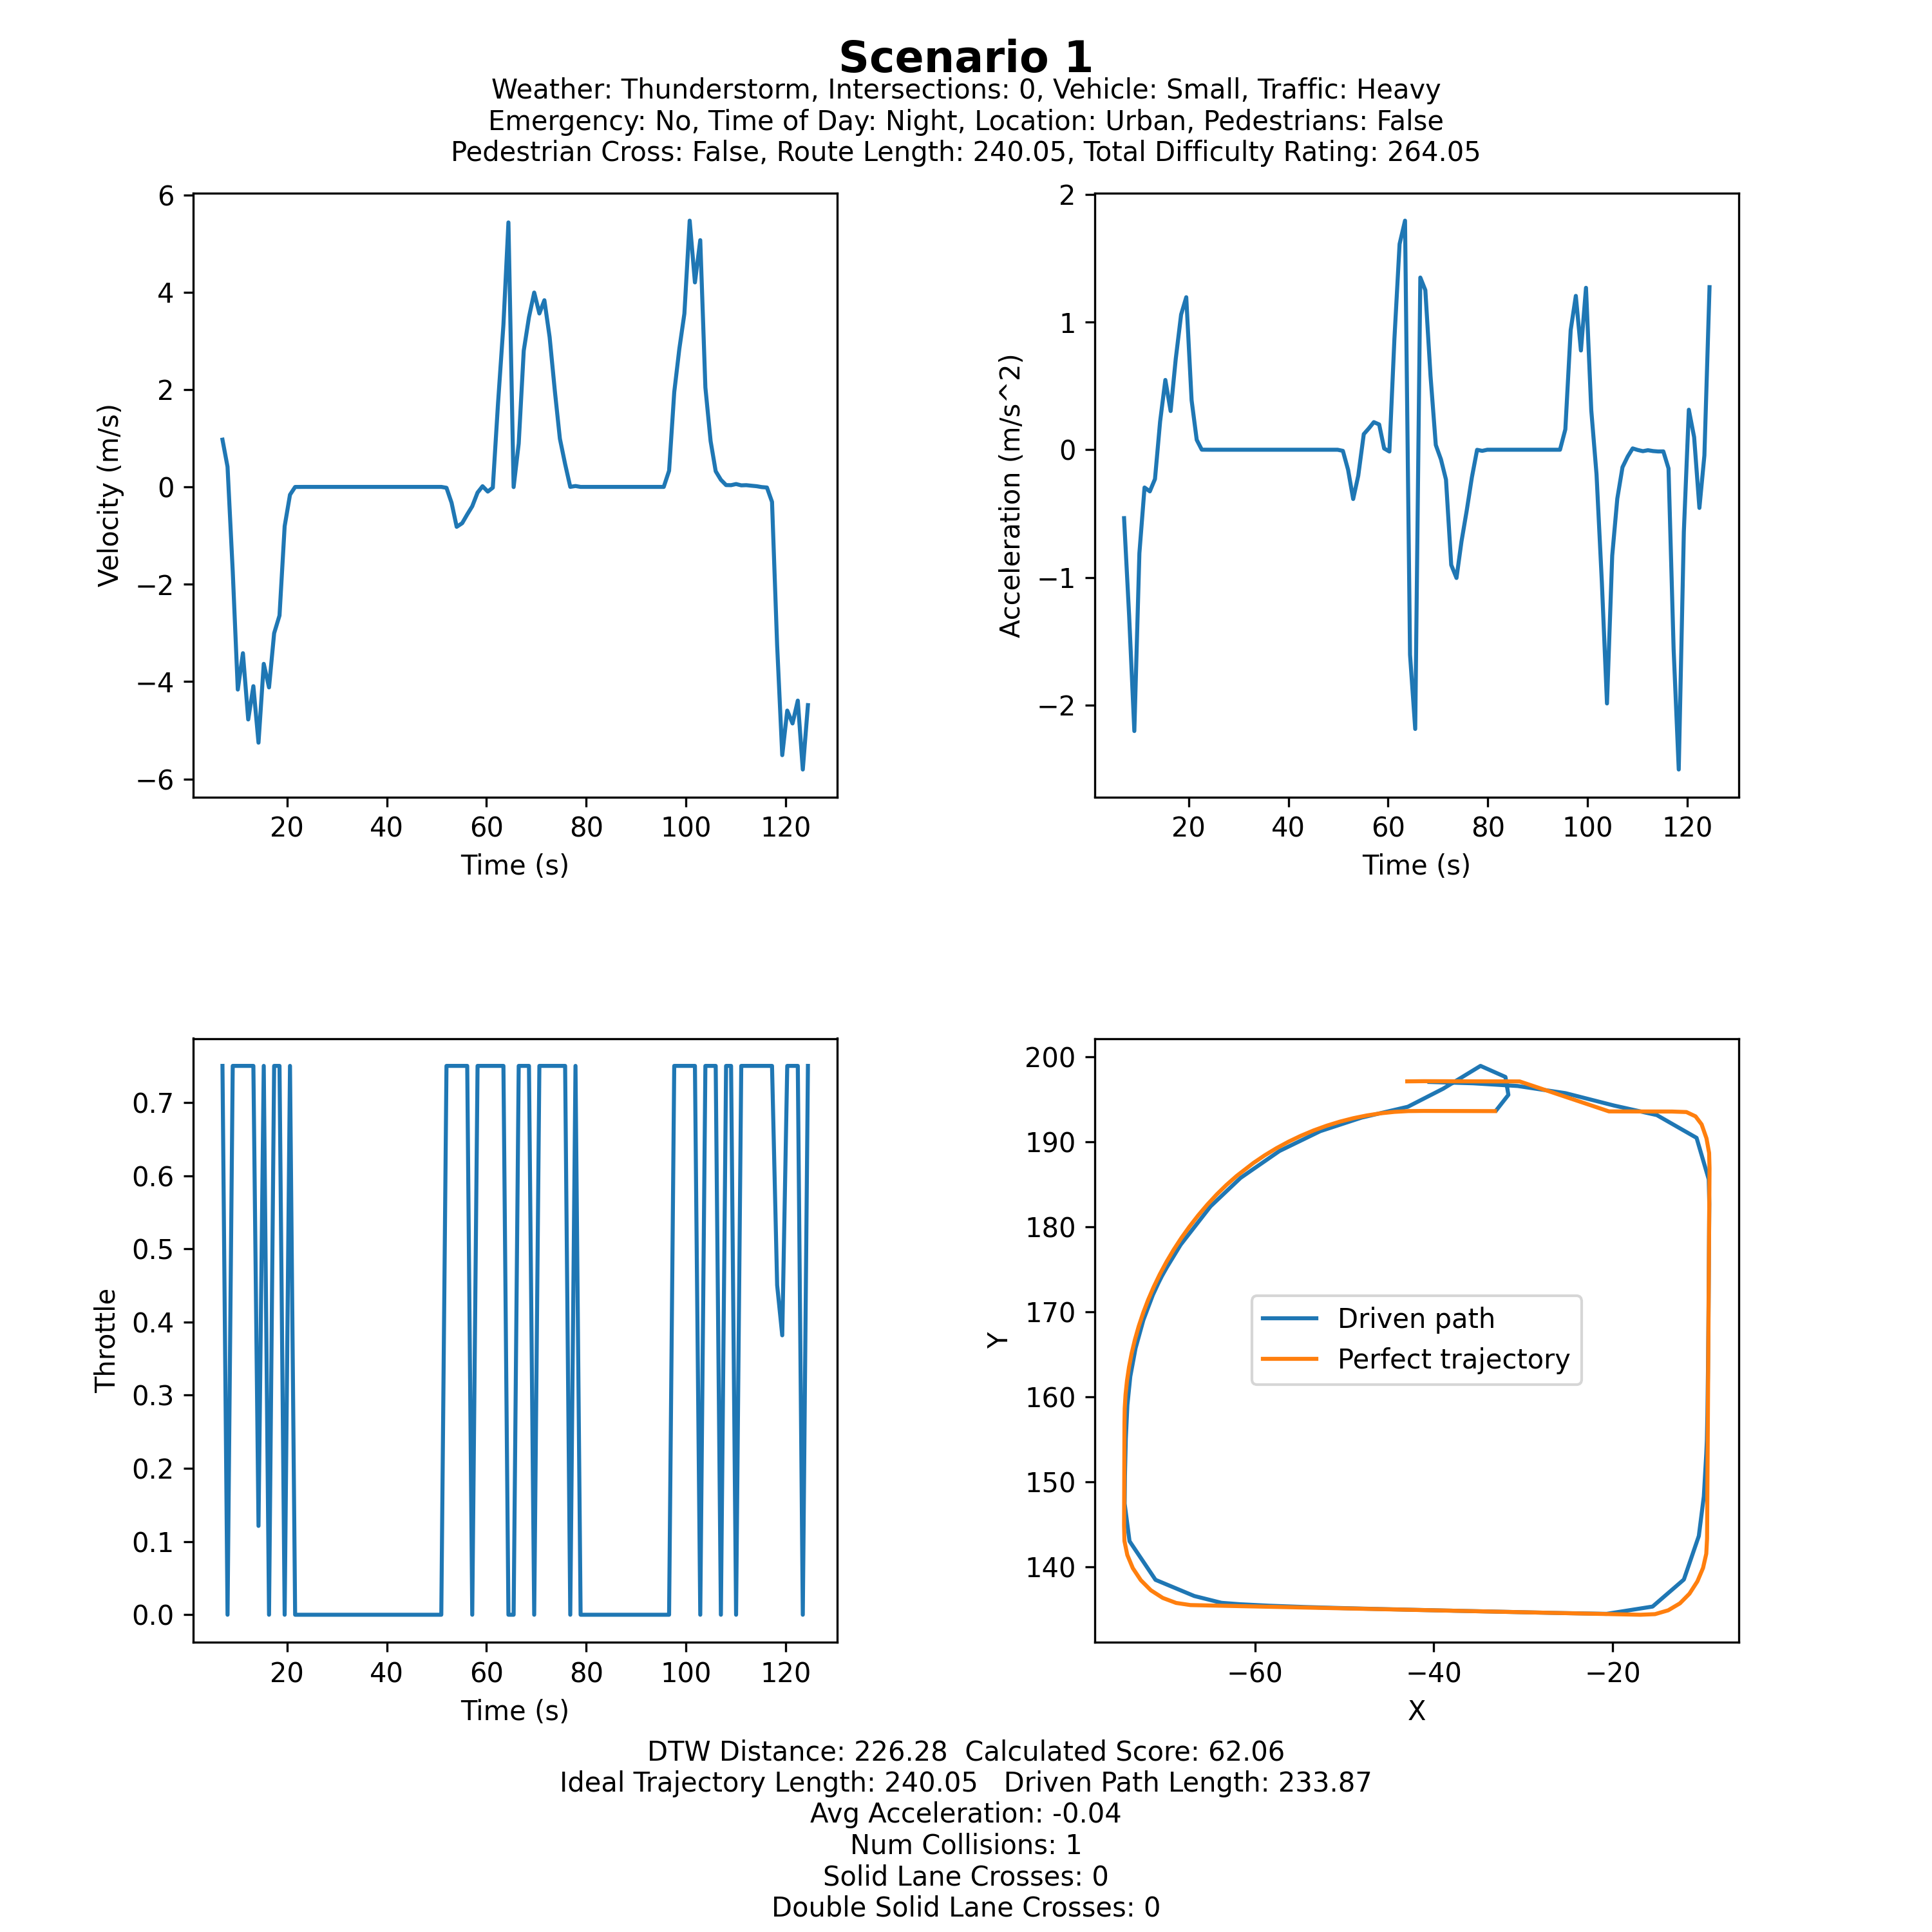 Scenario 1
Weather: Thunderstorm, Intersections: 0, Vehicle: Small, Traffic: Heavy
Emergency: No, Time of Day: Night, Location: Urban, Pedestrians: False
Pedestrian Cross: False, Route Length: 240.05, Total Difficulty Rating: 264.05
6
4
2
0
−2
−4
−6
Velocity (m/s)
20 40 60 80 100 120
Time (s)
2
1
0
−1
−2
Acceleration (m/s^2)
20 40 60 80 100 120
Time (s)
0.7
0.6
0.5
0.4
0.3
0.2
0.1
0.0
Throttle
20 40 60 80 100 120
Time (s)
200
190
180
170
160
150
140
Y
Driven path
Perfect trajectory
−60 −40 −20
X
DTW Distance: 226.28  Calculated Score: 62.06
Ideal Trajectory Length: 240.05   Driven Path Length: 233.87
Avg Acceleration: -0.04
Num Collisions: 1
Solid Lane Crosses: 0
Double Solid Lane Crosses: 0